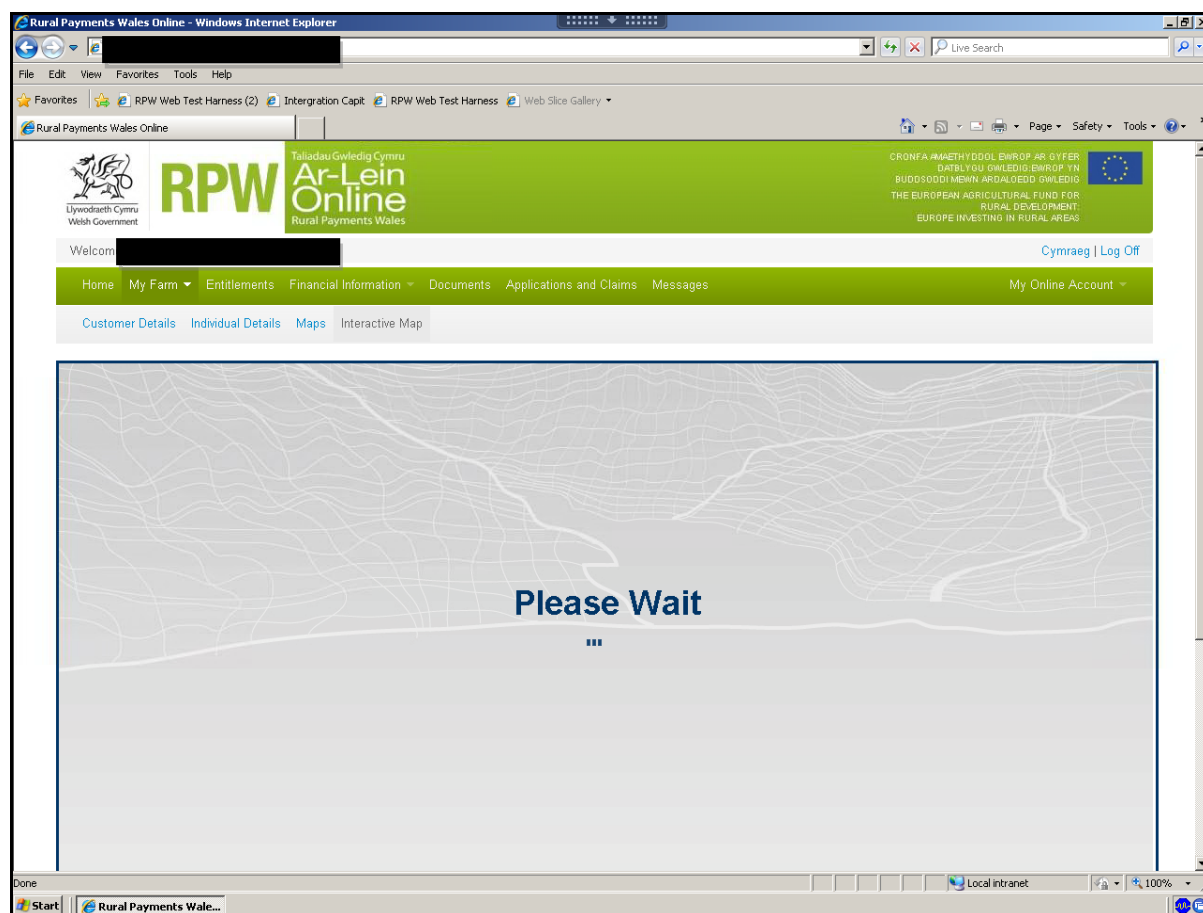 Rural Payments Wales Online - Windows Internet Explorer
Live Search
File Edit View Favorites Tools Help
Favorites RPW Web Test Harness (2) Intergration Capit RPW Web Test Harness Web Slice Gallery
Rural Payments Wales Online
Page Safety Tools
Llywodraeth Cymru
Welsh Government
RPW
Taliadau Gwledig Cymru
Ar-Lein
Online
Rural Payments Wales
CRONFA AMAETHYDDOL EWROP AR GYFER
DATBLYGU GWLEDIG:EWROP YN
BUDDSODDI MEWN ARDALOEDD GWLEDIG
THE EUROPEAN AGRICULTURAL FUND FOR
RURAL DEVELOPMENT:
EUROPE INVESTING IN RURAL AREAS
Welcom
Cymraeg | Log Off
Home My Farm Entitlements Financial Information Documents Applications and Claims Messages My Online Account
Customer Details Individual Details Maps Interactive Map
Please Wait
Done
Local intranet
100%
Start Rural Payments Wale...